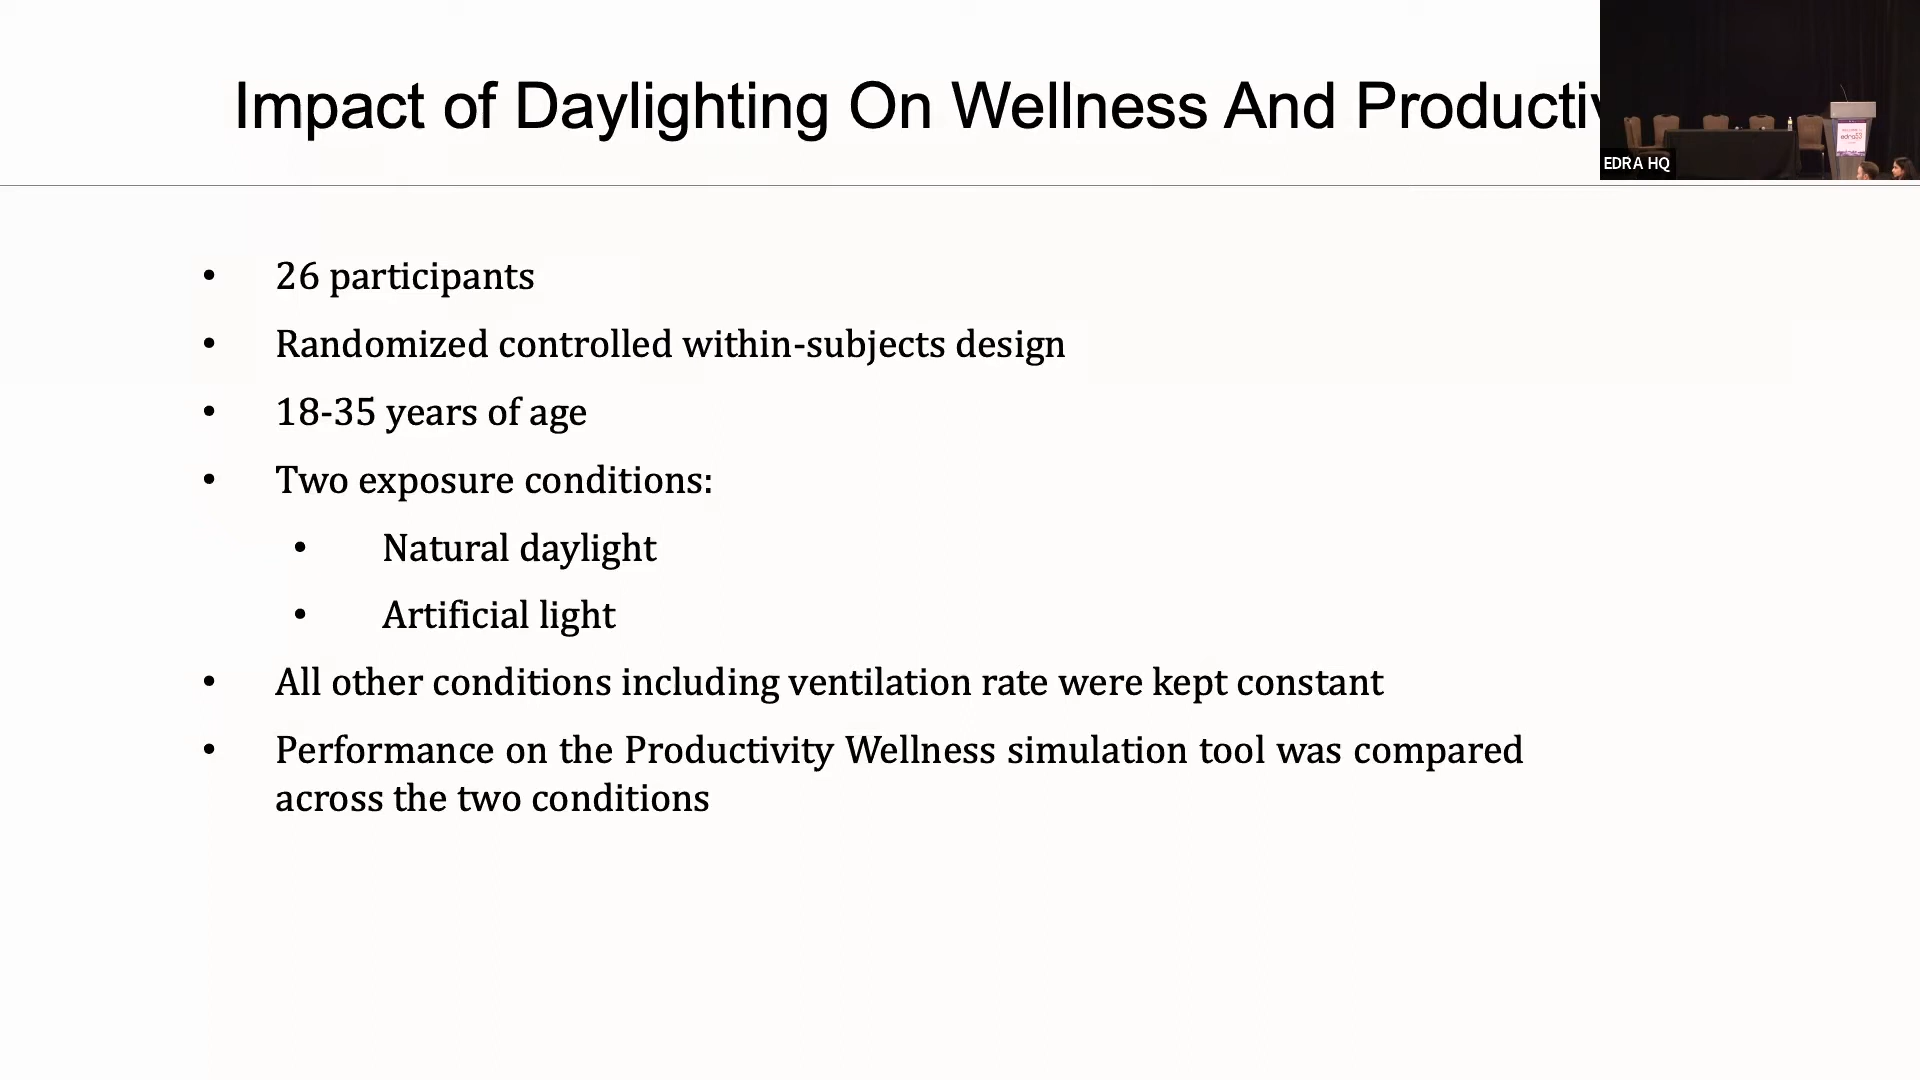 Impact of Daylighting On Wellness And Productiv
EDRA HQ
• 26 participants
• Randomized controlled within-subjects design
• 18-35 years of age
• Two exposure conditions:
• Natural daylight
• Artificial light
• All other conditions including ventilation rate were kept constant
• Performance on the Productivity Wellness simulation tool was compared
across the two conditions